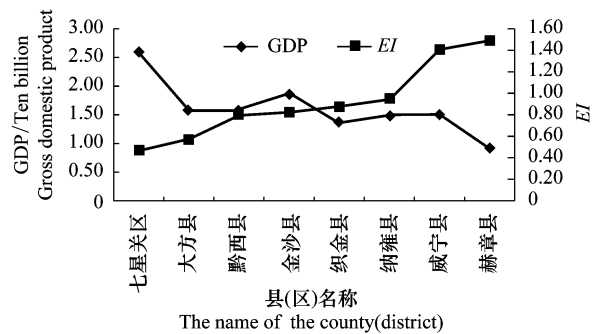 GDP/Ten billion
Gross domestic product
3.00
2.50
2.00
1.50
1.00
0.50
0
GDP
EI
1.60
1.40
1.20
1.00
0.80
0.60
0.40
0.20
0
EI
七星关区
大方县
黔西县
金沙县
织金县
纳雍县
威宁县
赫章县
县(区)名称
The name of the county(district)